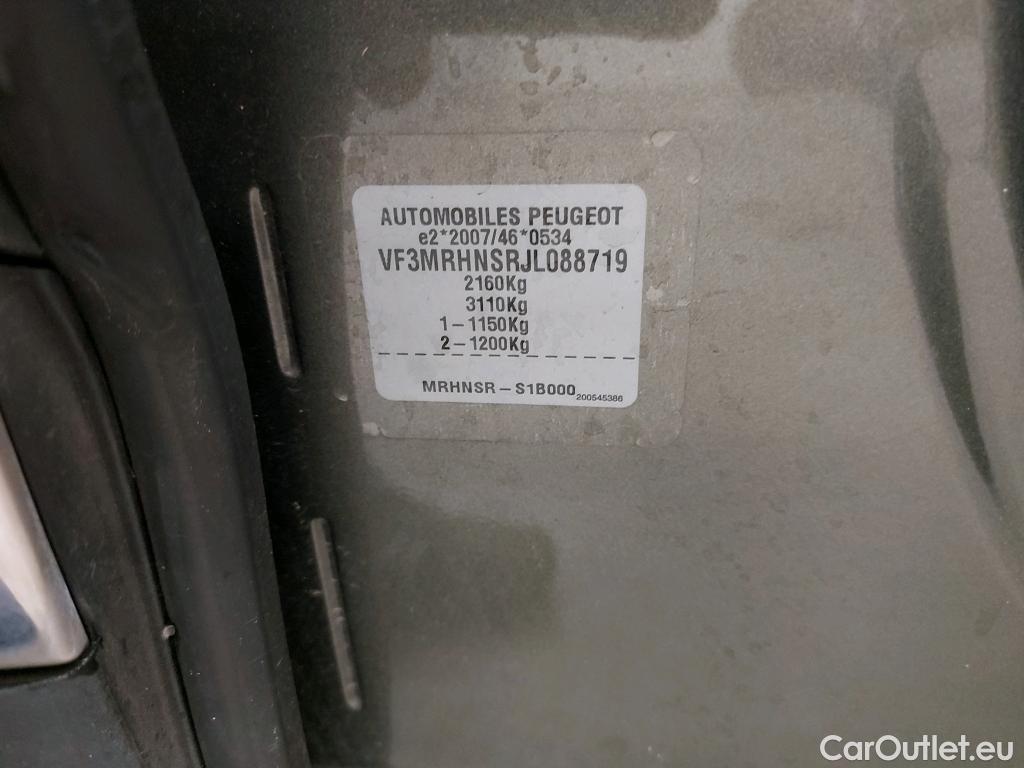 AUTOMOBILES PEUGEOT
e2*2007/46*0534
VF3MRHNSRJL088719
2160Kg
3110Kg
1-1150Kg
2-1200Kg
MRHNSR-S1B000
200545386
CarOutlet.eu